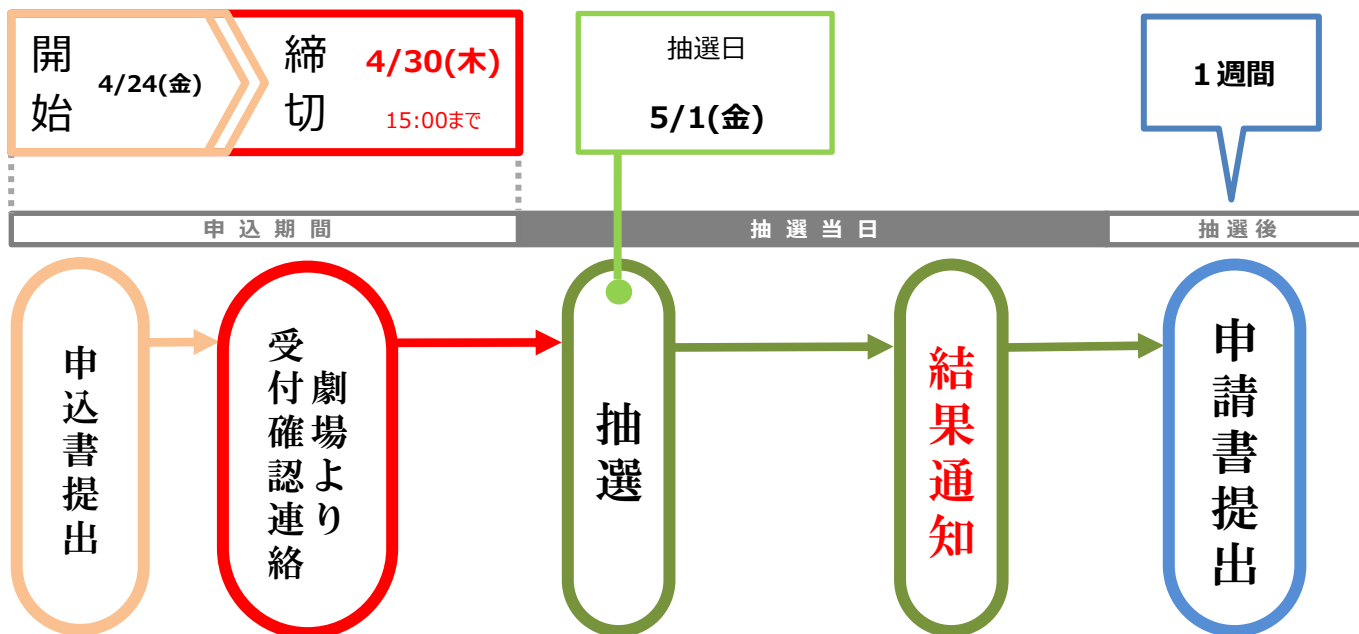 開始
4/24(金)
締切
4/30(木)
15:00まで
抽選日
5/1(金)
1週間
申込期間
抽選当日
抽選後
申込書提出
劇場より
受付確認連絡
抽選
結果通知
申請書提出